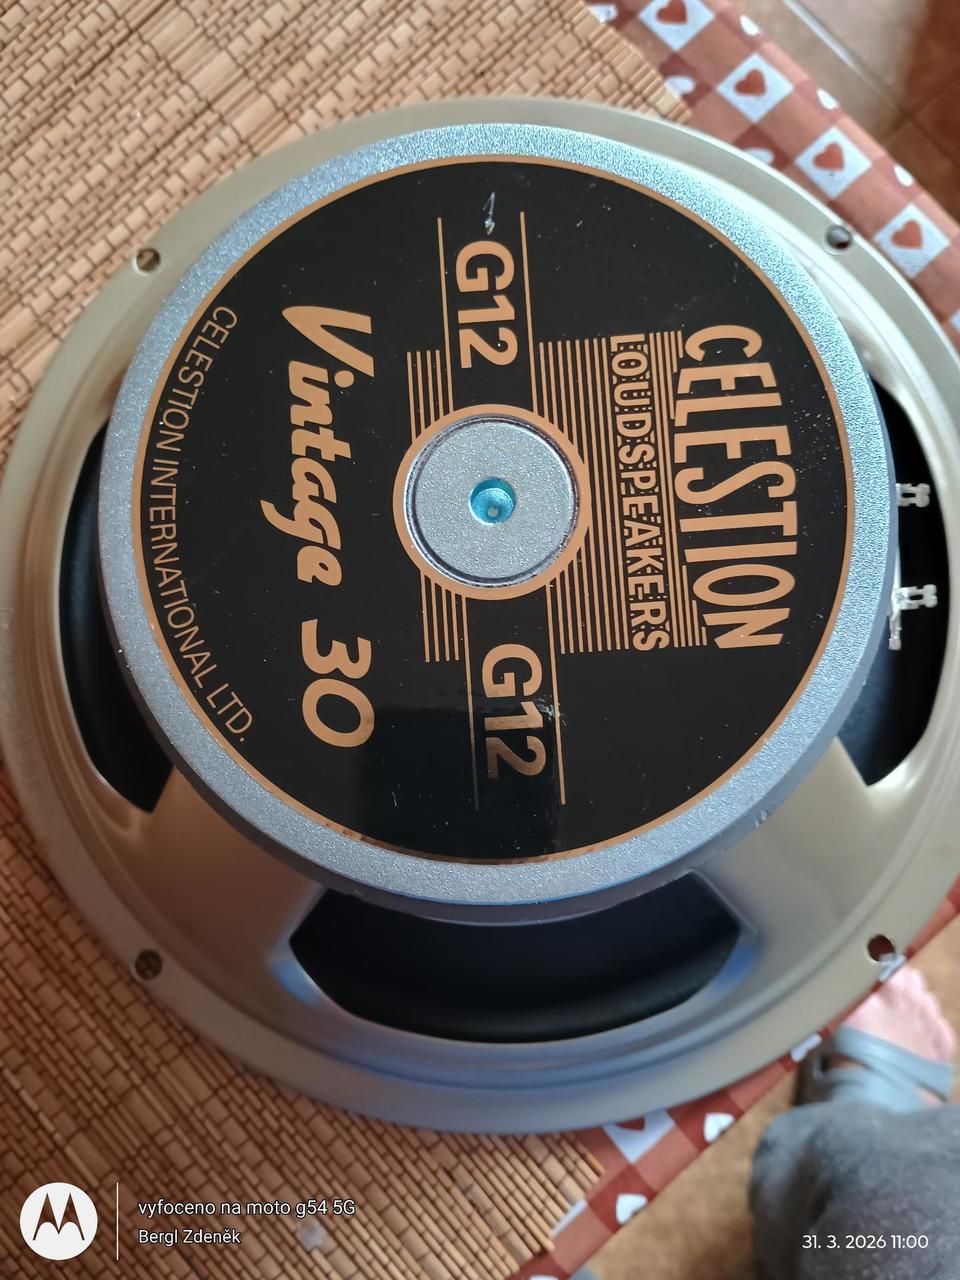 CELESTION
LOUDSPEAKERS
G12 G12
Vintage 30
CELESTION INTERNATIONAL LTD.
vyfoceno na moto g54 5G
Bergl Zdeněk
31. 3. 2026 11:00